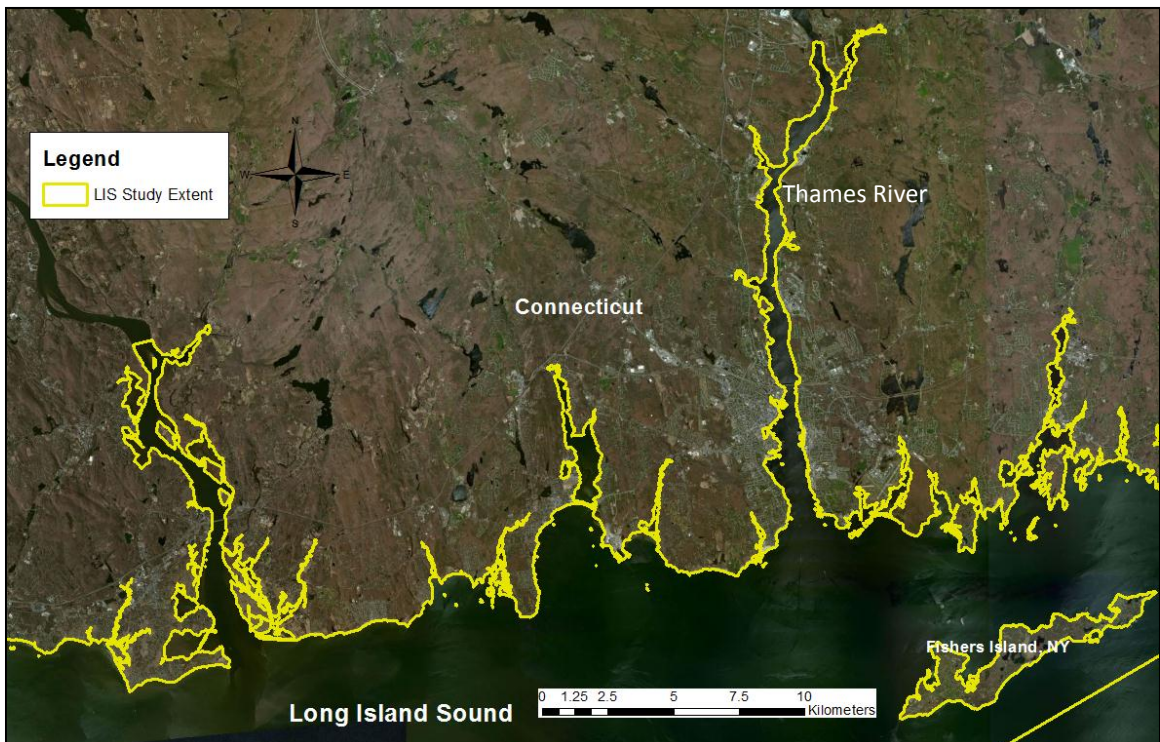 Legend
LIS Study Extent
N
W
E
S
Thames River
Connecticut
Fishers Island, NY
Long Island Sound
0 1.25 2.5 5 7.5 10
Kilometers